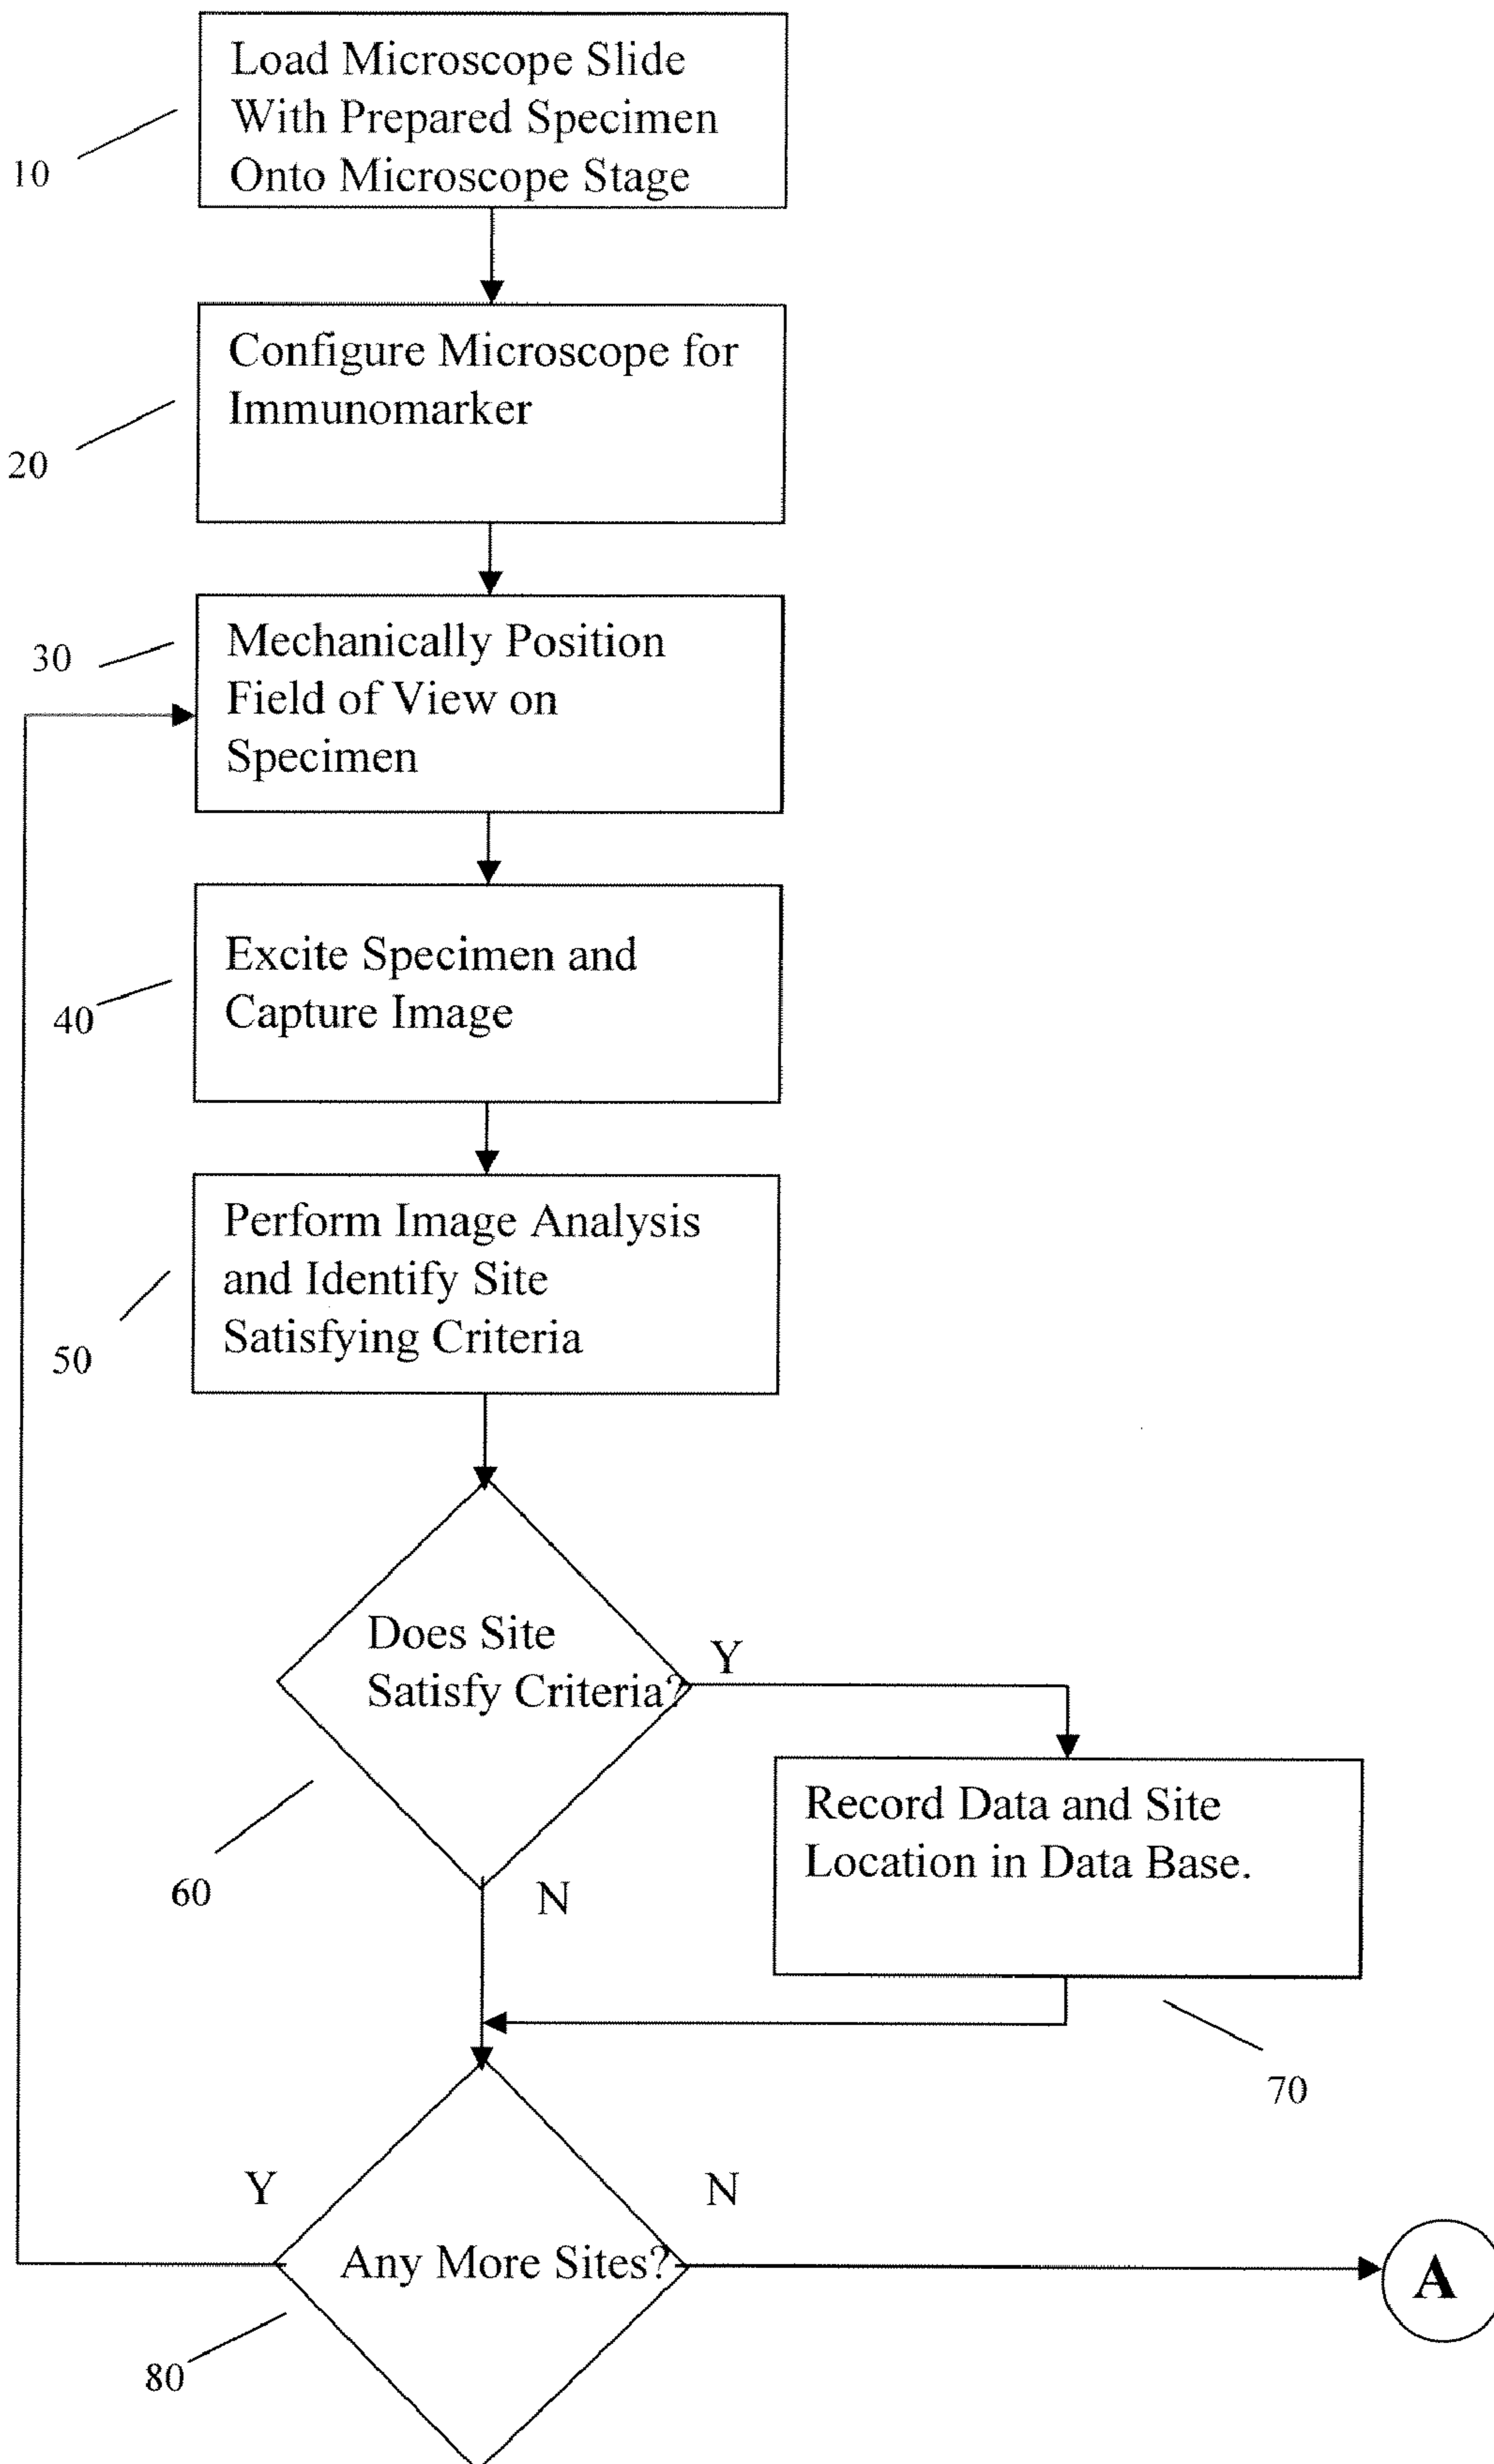 Load Microscope Slide
With Prepared Specimen
Onto Microscope Stage
10
Configure Microscope for
Immunomarker
20
Mechanically Position
Field of View on
Specimen
30
Excite Specimen and
Capture Image
40
Perform Image Analysis
and Identify Site
Satisfying Criteria
50
Does Site
Satisfy Criteria?
Y
60
N
Record Data and Site
Location in Data Base.
70
Y
N
Any More Sites?
A
80